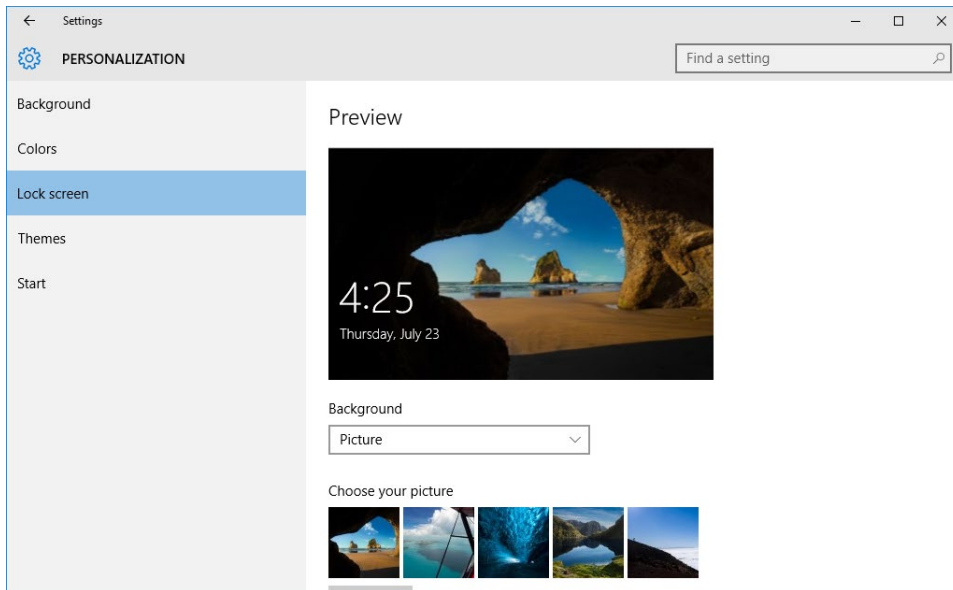 Settings
PERSONALIZATION
Find a setting
Background
Colors
Lock screen
Themes
Start
Preview
4:25
Thursday, July 23
Background
Picture
Choose your picture